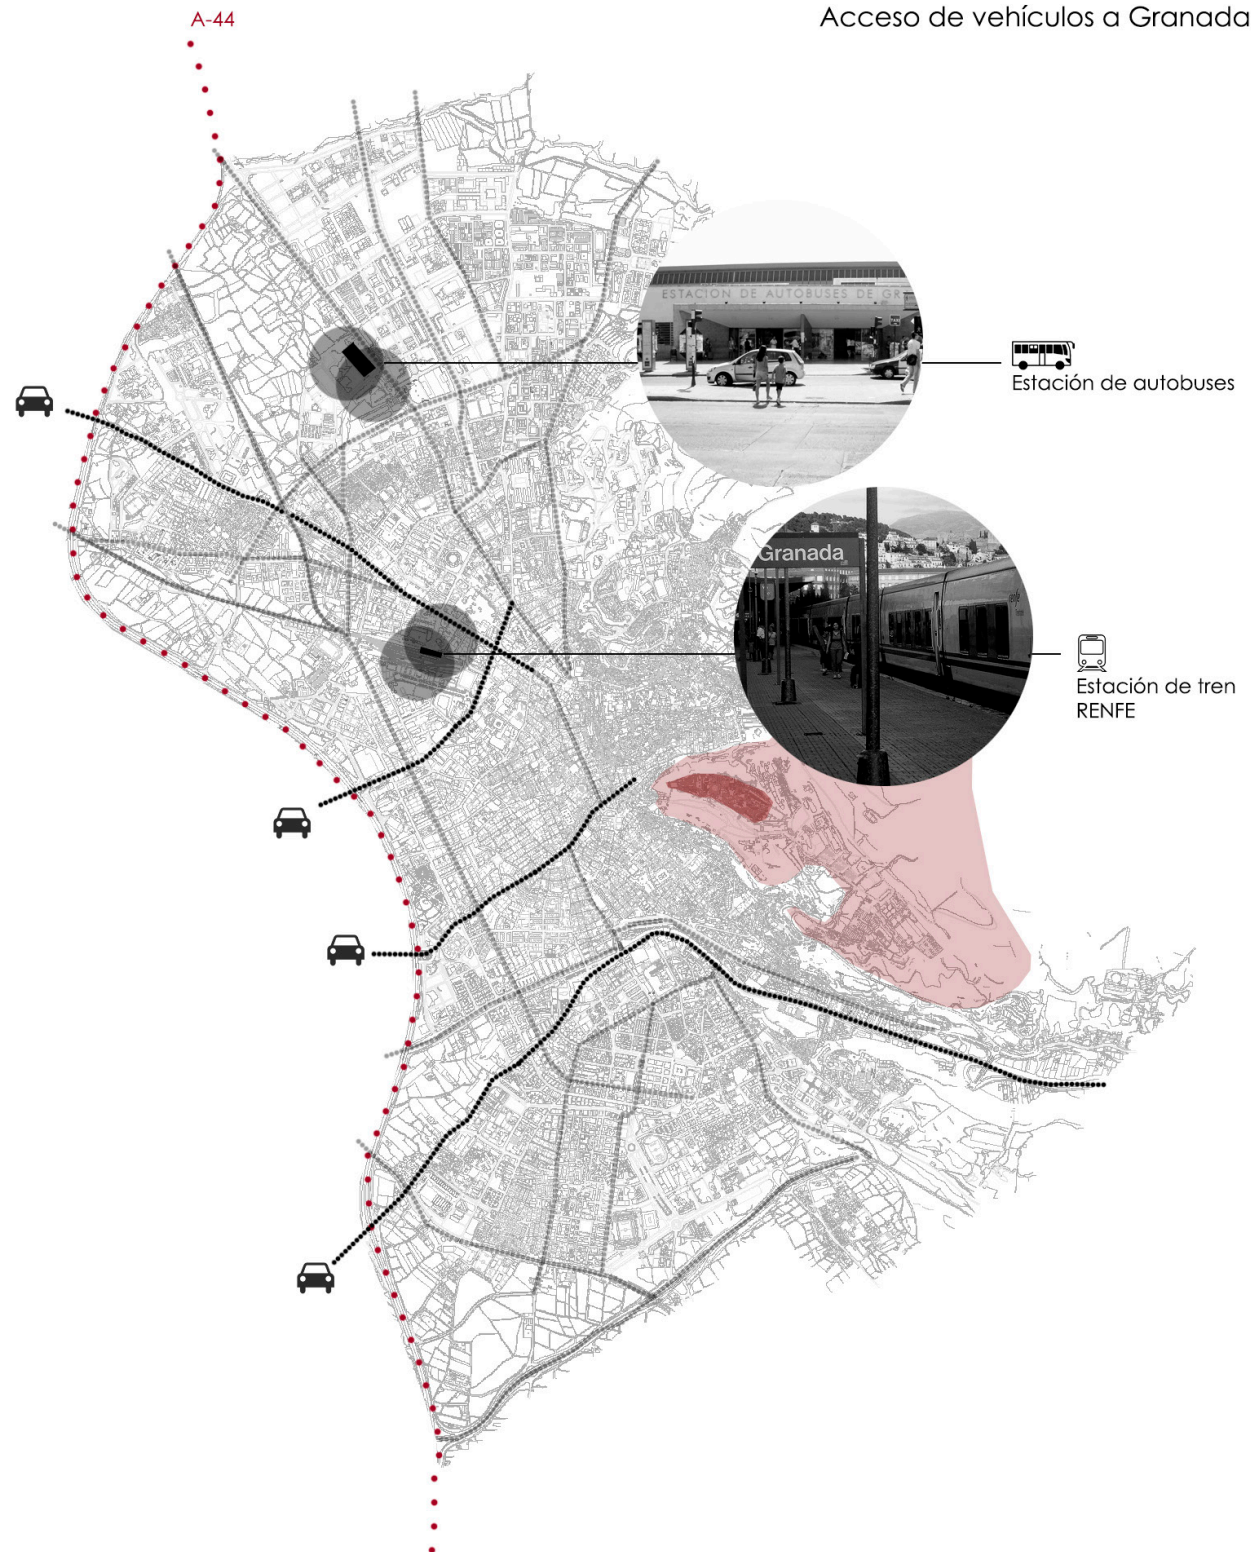 A-44
Acceso de vehículos a Granada
ESTACION DE AUTOBUSES DE GR
Estación de autobuses
Granada
Estación de tren
RENFE